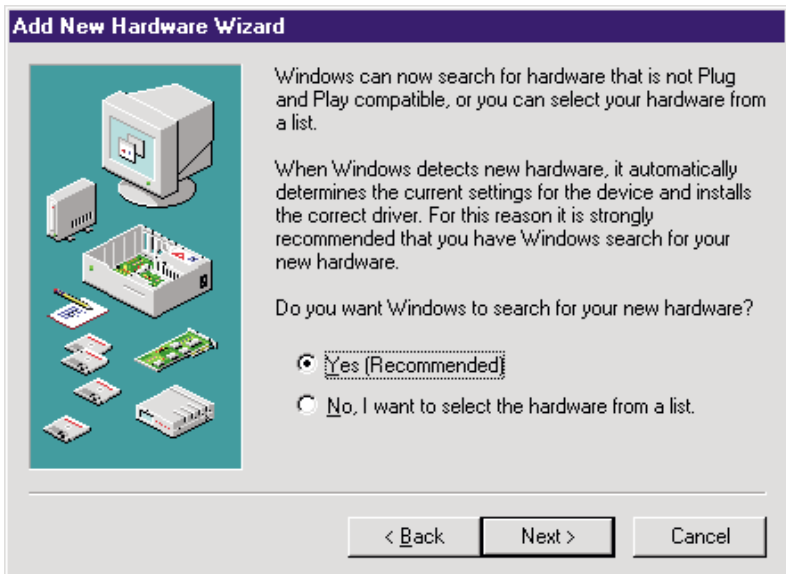 Add New Hardware Wizard
Windows can now search for hardware that is not Plug
and Play compatible, or you can select your hardware from
a list.
When Windows detects new hardware, it automatically
determines the current settings for the device and installs
the correct driver. For this reason it is strongly
recommended that you have Windows search for your
new hardware.
Do you want Windows to search for your new hardware?
Yes (Recommended)
No, I want to select the hardware from a list.
< Back Next > Cancel